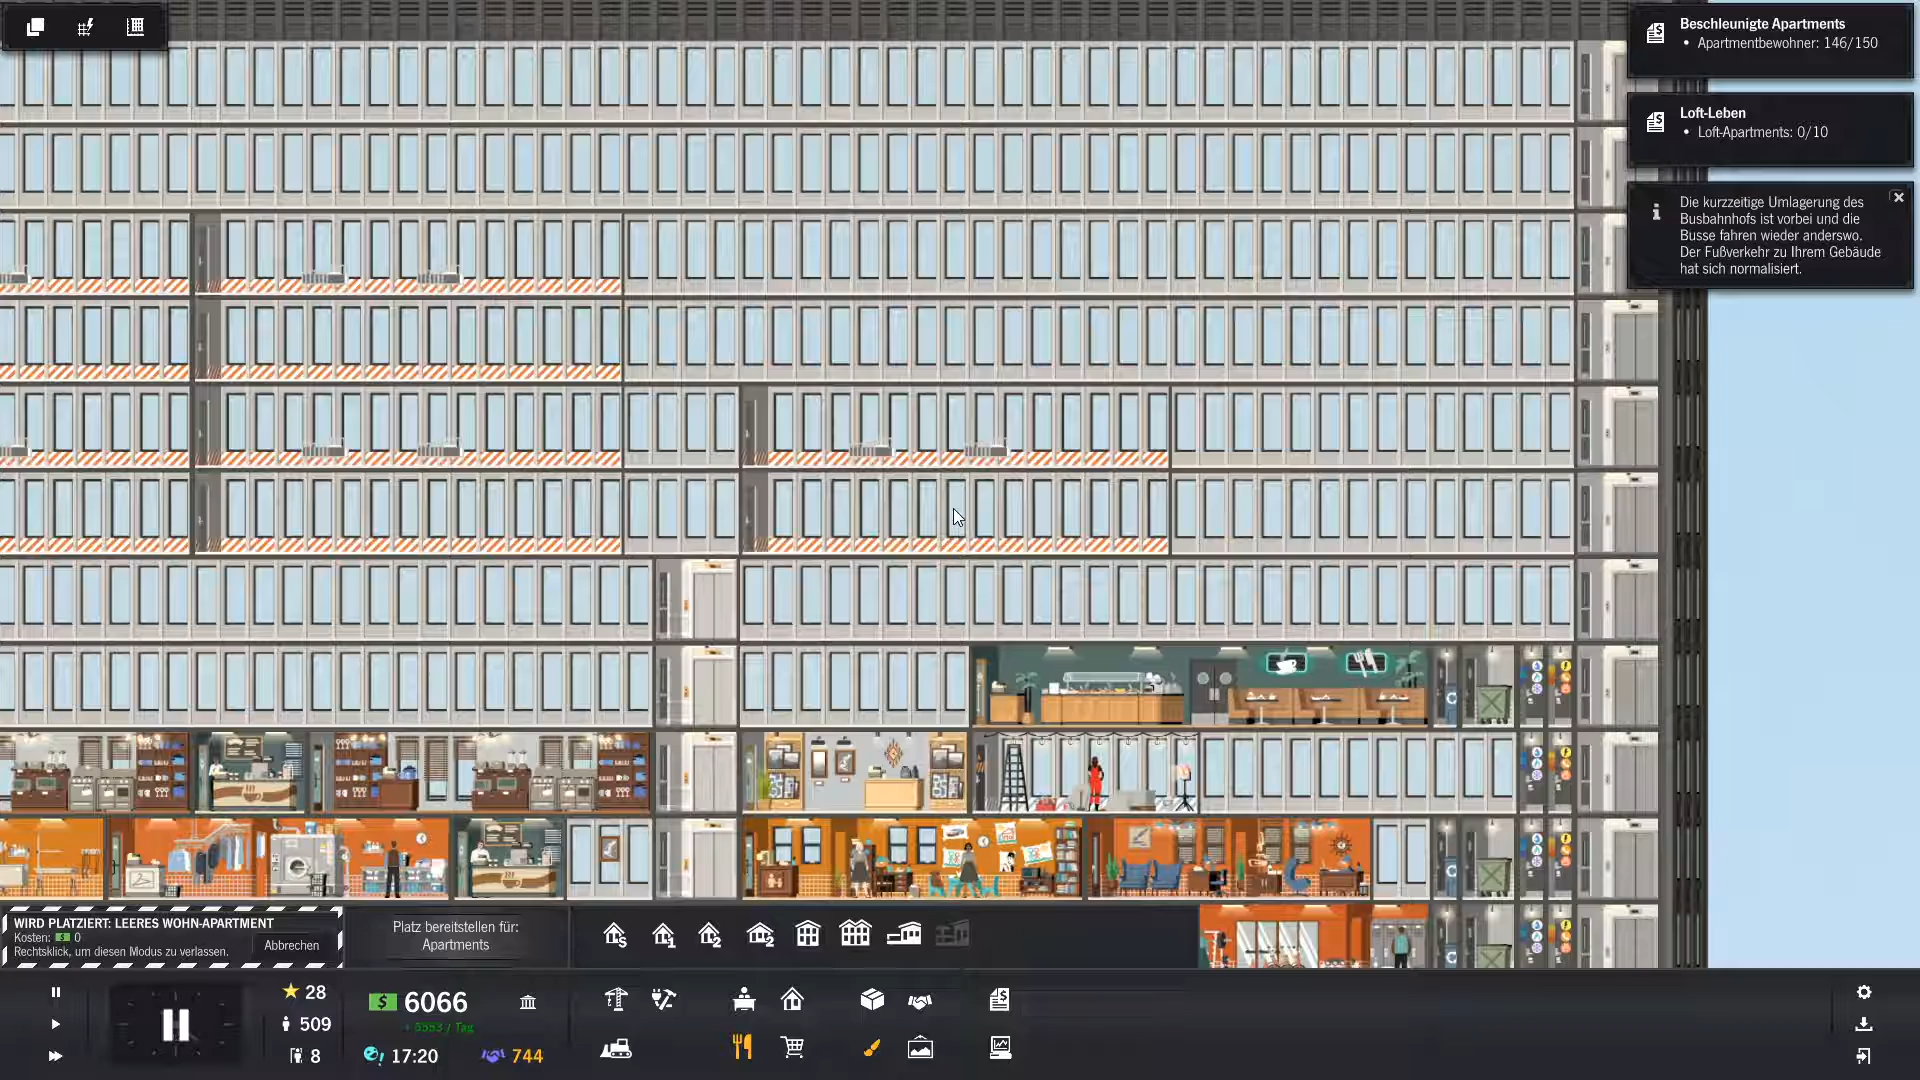 Beschleunigte Apartments
• Apartmentbewohner: 146/150
Loft-Leben
• Loft-Apartments: 0/10
Die kurzzeitige Umlagerung des
Busbahnhofs ist vorbei und die
Busse fahren wieder anderswo.
Der Fußverkehr zu Ihrem Gebäude
hat sich normalisiert.
WIRD PLATZIERT: LEERES WOHN-APARTMENT
Kosten: 0
Rechtsklick, um diesen Modus zu verlassen.
Abbrechen
Platz bereitstellen für:
Apartments
28
509
8
6066
+ 5553 / Tag
17:20
744